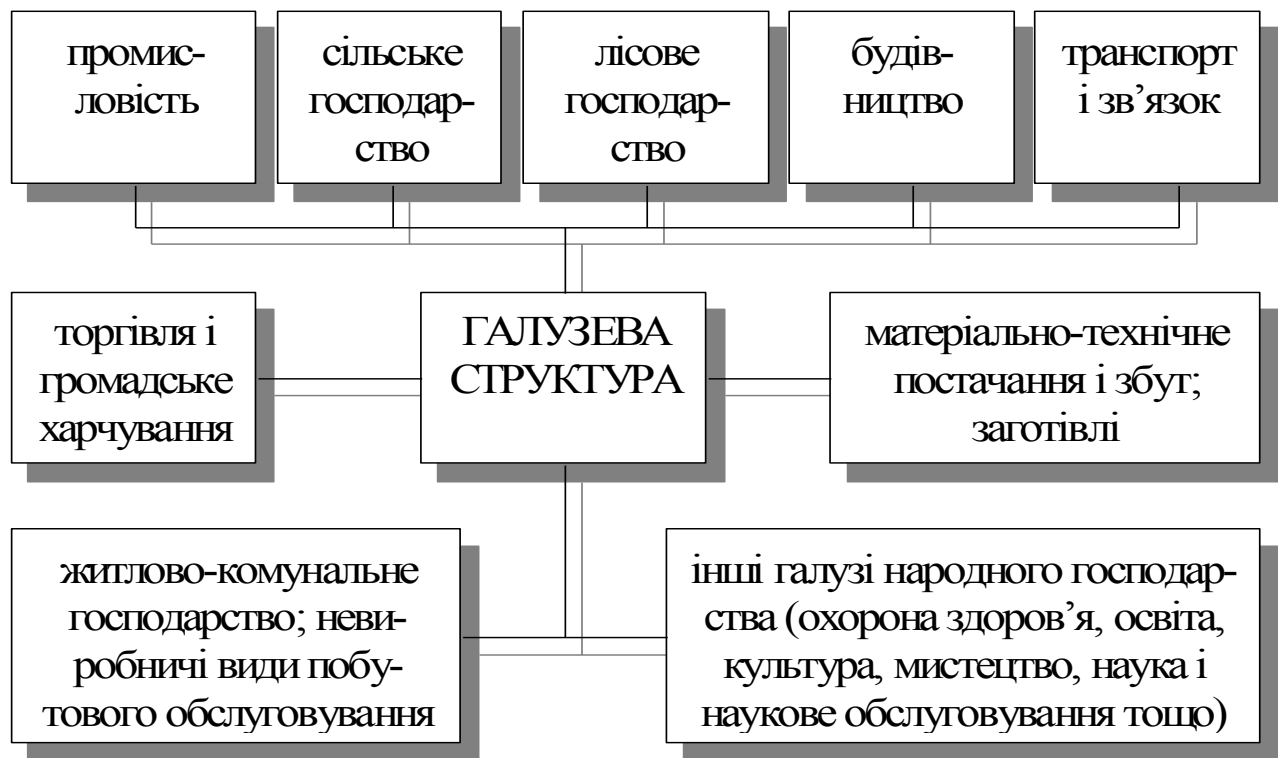 промис-
ловість
сільське
господар-
ство
лісове
господар-
ство
будів-
ництво
транспорт
і зв’язок
торгівля і
громадське
харчування
ГАЛУЗЕВА
СТРУКТУРА
матеріально-технічне
постачання і збут;
заготівлі
житлово-комунальне
господарство; неви-
робничі види побу-
тового обслуговування
інші галузі народного господар-
ства (охорона здоров’я, освіта,
культура, мистецтво, наука і
наукове обслуговування тощо)